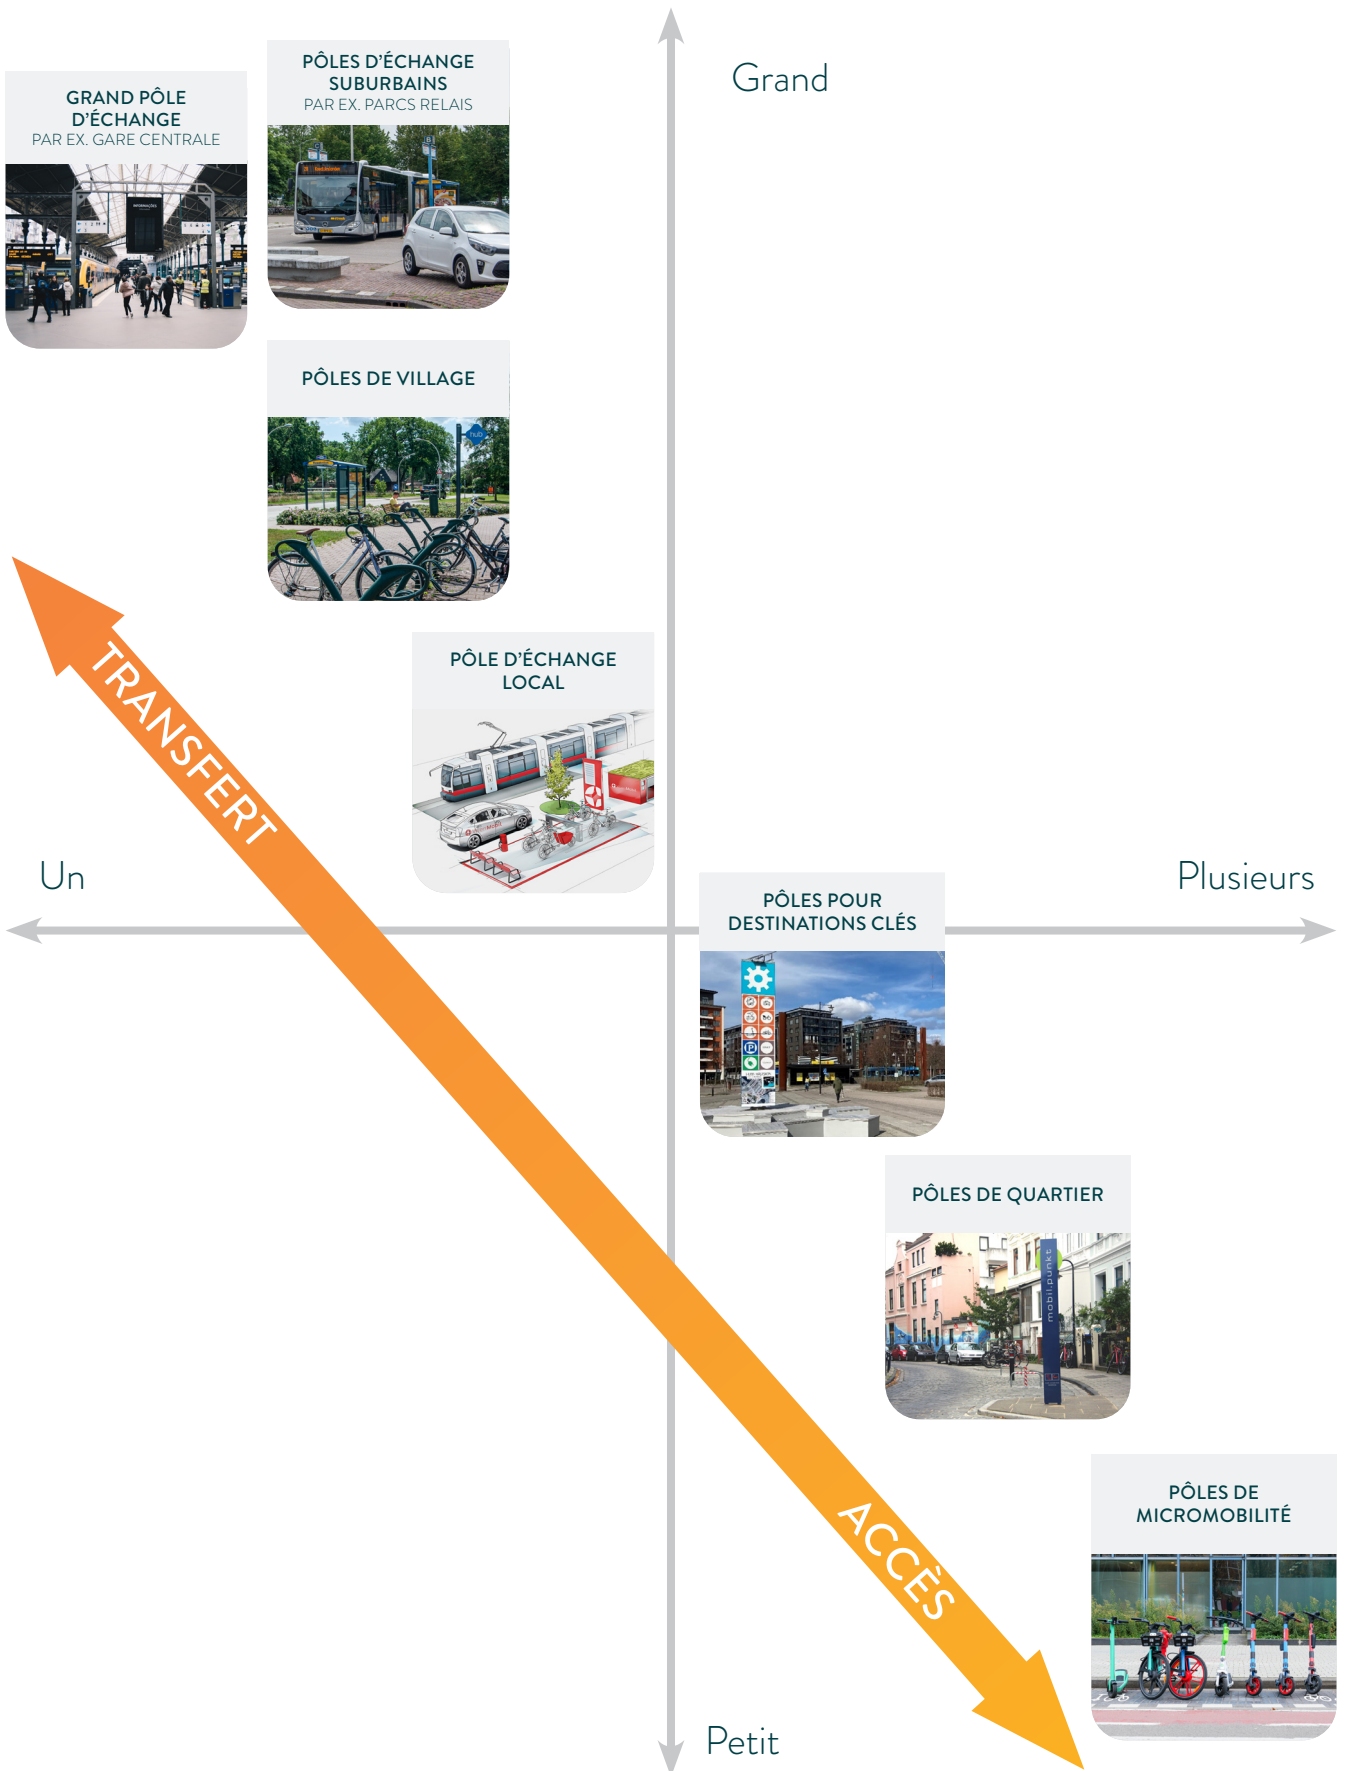 Grand
GRAND PÔLE
D'ÉCHANGE
PAR EX. GARE CENTRALE
PÔLES D'ÉCHANGE
SUBURBAINS
PAR EX. PARCS RELAIS
PÔLES DE VILLAGE
hub
TRANSFERT
PÔLE D'ÉCHANGE
LOCAL
Un
Plusieurs
PÔLES POUR
DESTINATIONS CLÉS
P
PÔLES DE QUARTIER
mobil.punkt
ACCÈS
PÔLES DE
MICROMOBILITÉ
Petit